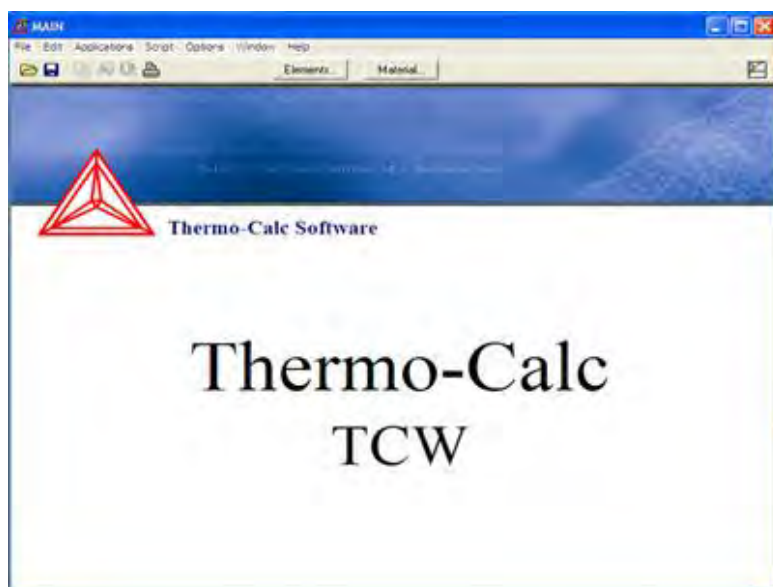 MAIN
File Edit Applications Script Options Window Help
Elements... Material...
Thermo-Calc Software
Thermo-Calc
TCW